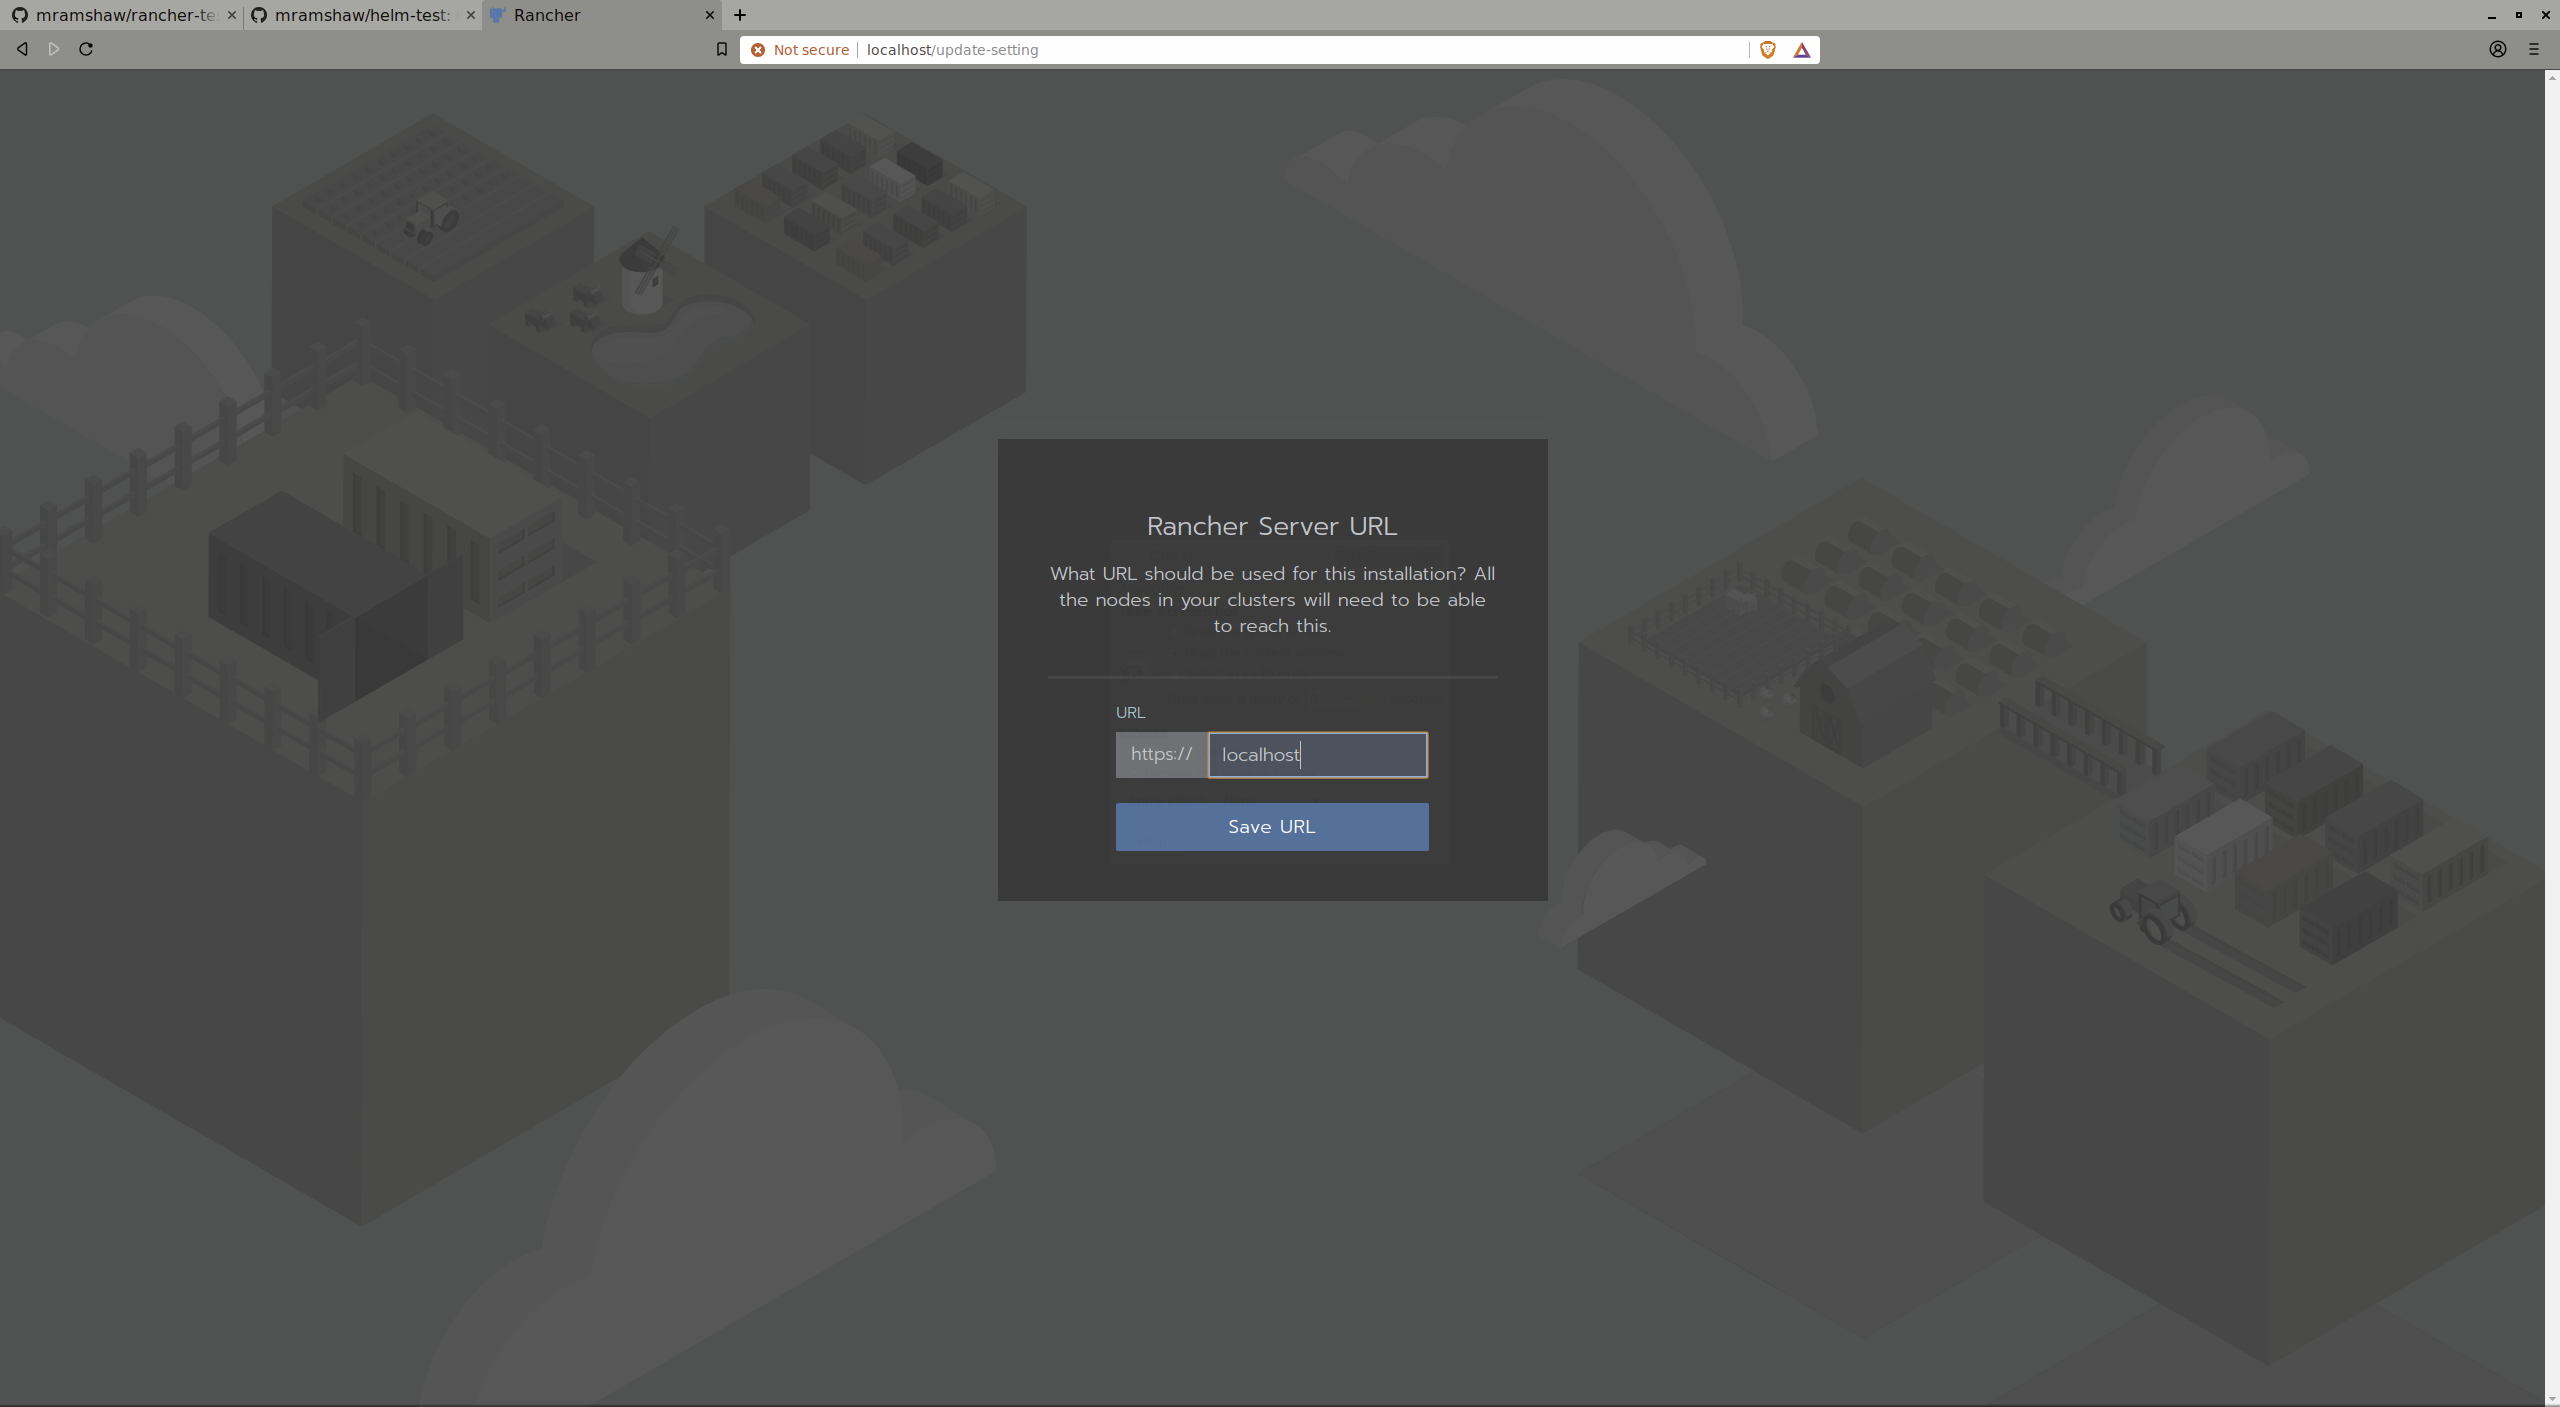 mramshaw/rancher-te
mramshaw/helm-test:
Rancher
Not secure
localhost/update-setting
Rancher Server URL
What URL should be used for this installation? All
the nodes in your clusters will need to be able
to reach this.
URL
https://
localhost
Save URL